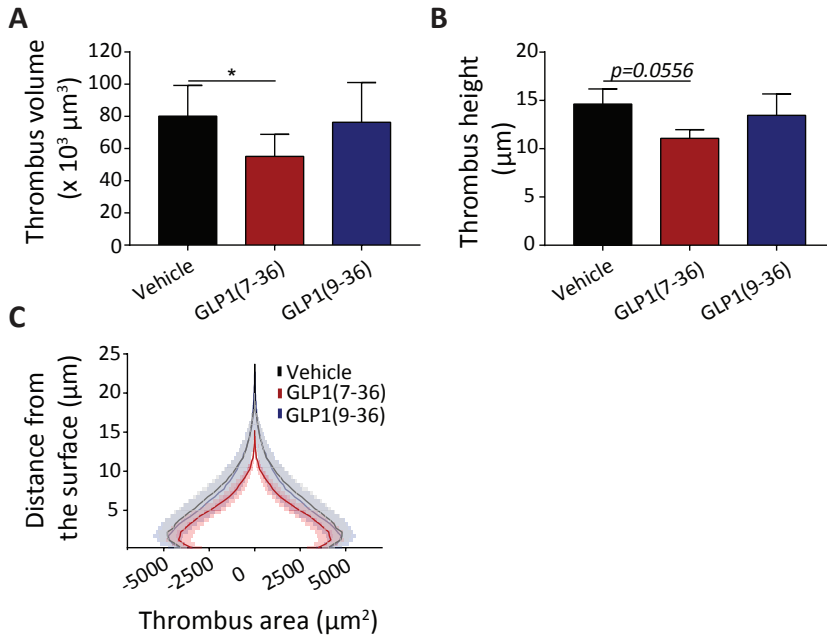 A
Thrombus volume
(x 10³ µm³)
120
100
80
60
40
20
0
*
Vehicle
GLP1(7-36)
GLP1(9-36)
B
Thrombus height
(µm)
20
15
10
5
0
p=0.0556
Vehicle
GLP1(7-36)
GLP1(9-36)
C
Distance from
the surface (µm)
25
20
15
10
5
Vehicle
GLP1(7-36)
GLP1(9-36)
-5000
-2500
0
2500
5000
Thrombus area (µm²)